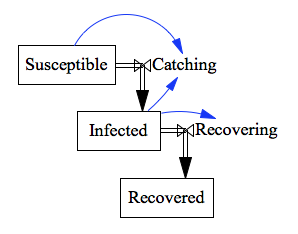 Susceptible
Catching
Infected
Recovering
Recovered